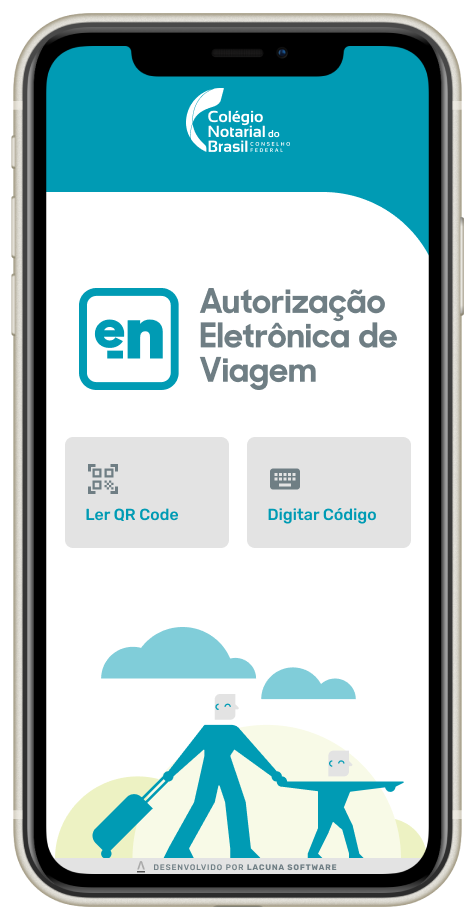 Colégio
Notarial do
Brasil CONSELHO
FEDERAL
en
Autorização
Eletrônica de
Viagem
Ler QR Code
Digitar Código
DESENVOLVIDO POR LACUNA SOFTWARE